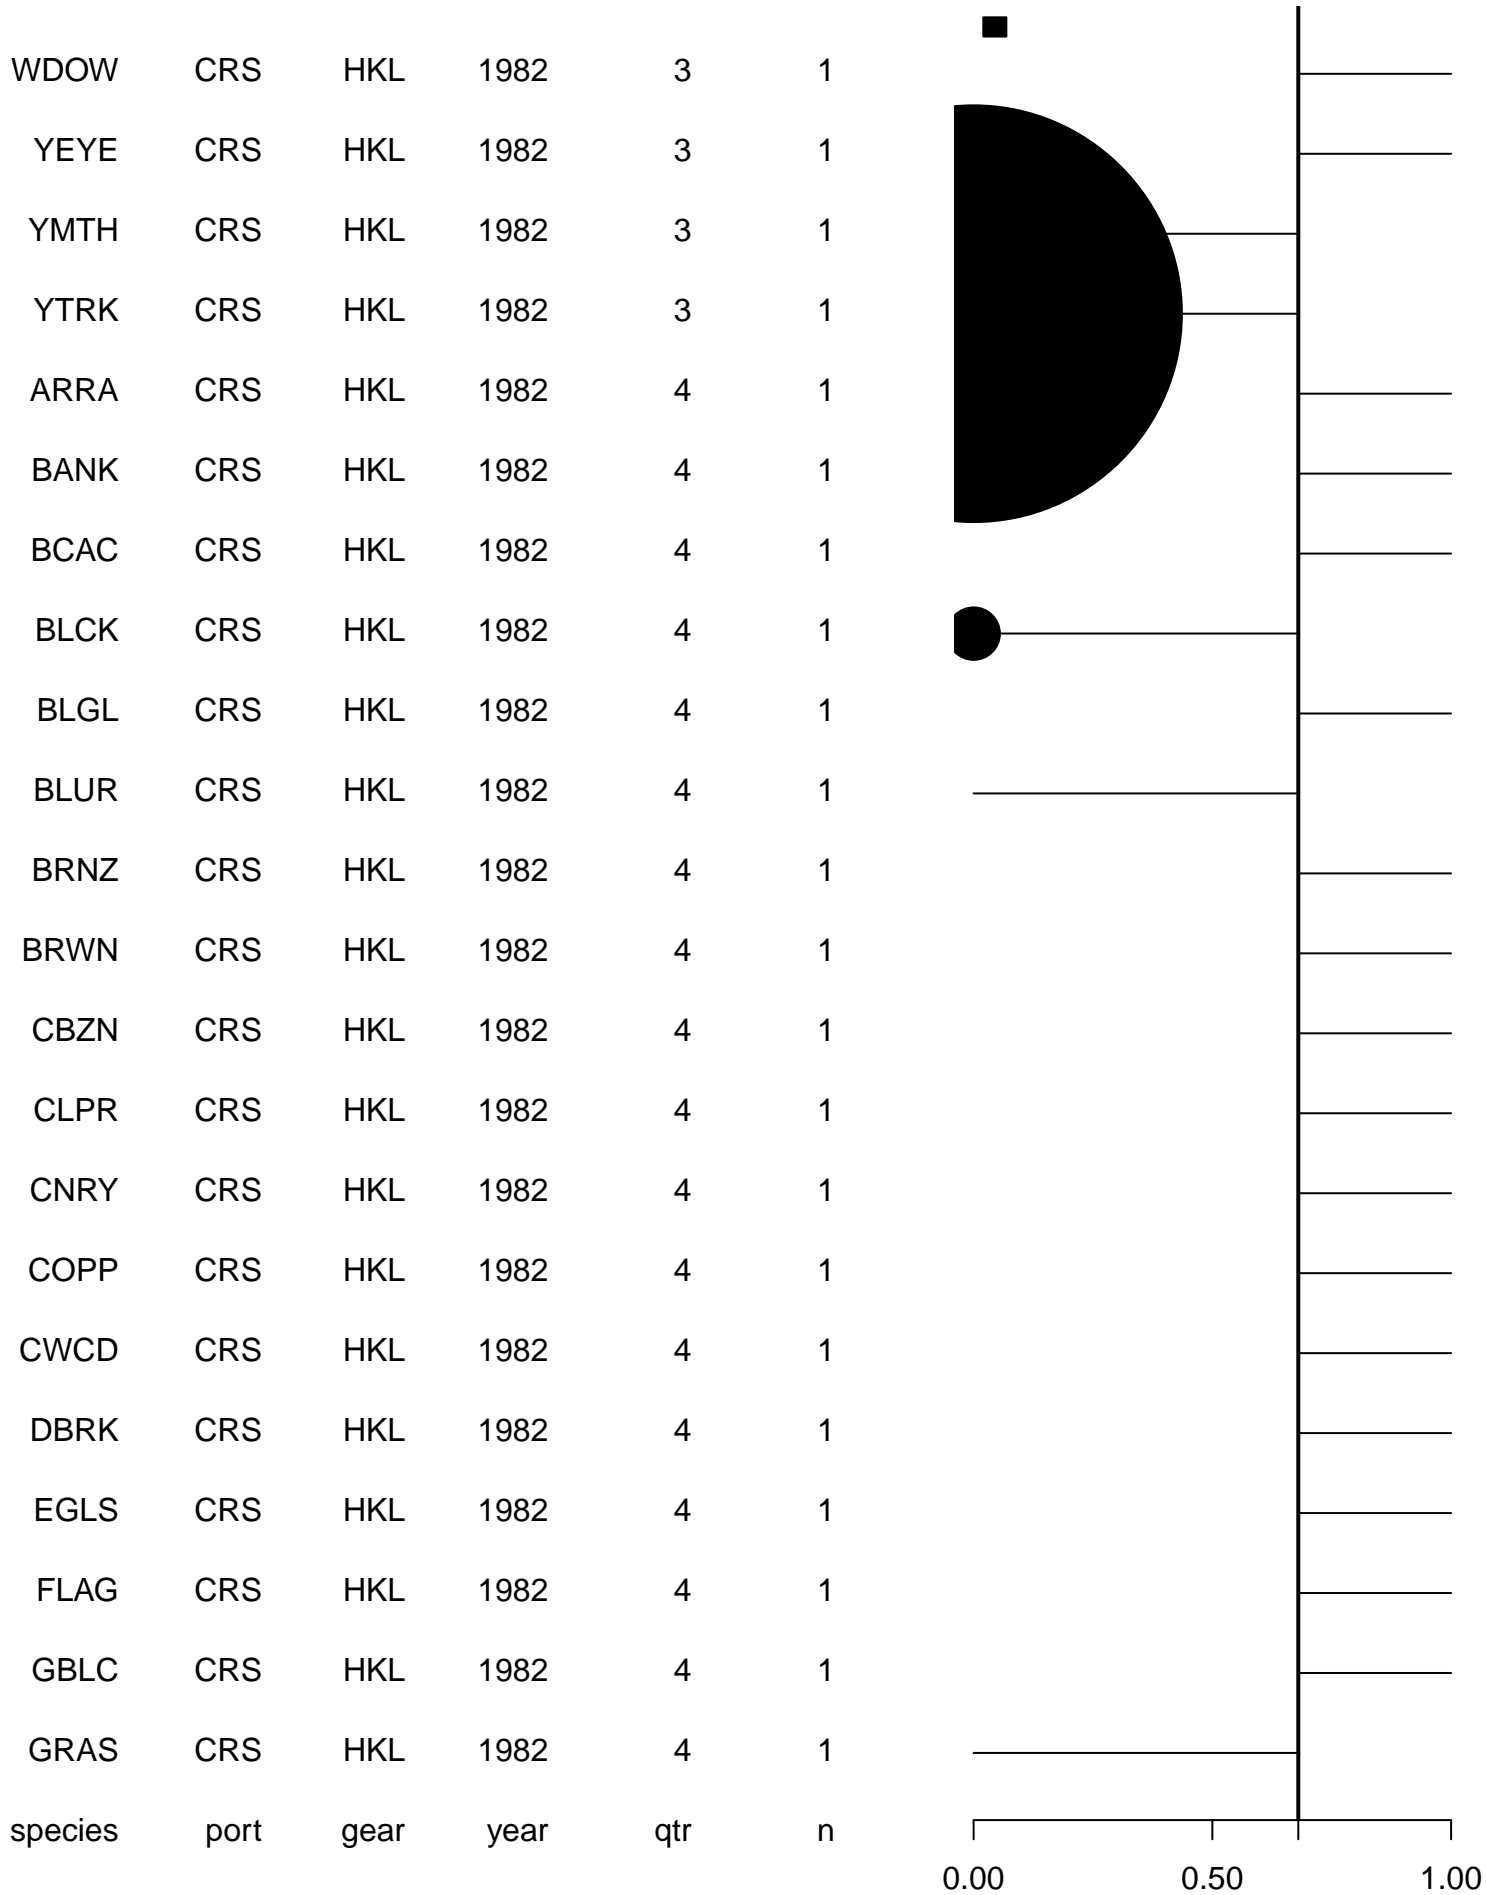 WDOW CRS HKL 1982 3 1
YEYE CRS HKL 1982 3 1
YMTH CRS HKL 1982 3 1
YTRK CRS HKL 1982 3 1
ARRA CRS HKL 1982 4 1
BANK CRS HKL 1982 4 1
BCAC CRS HKL 1982 4 1
BLCK CRS HKL 1982 4 1
BLGL CRS HKL 1982 4 1
BLUR CRS HKL 1982 4 1
BRNZ CRS HKL 1982 4 1
BRWN CRS HKL 1982 4 1
CBZN CRS HKL 1982 4 1
CLPR CRS HKL 1982 4 1
CNRY CRS HKL 1982 4 1
COPP CRS HKL 1982 4 1
CWCD CRS HKL 1982 4 1
DBRK CRS HKL 1982 4 1
EGLS CRS HKL 1982 4 1
FLAG CRS HKL 1982 4 1
GBLC CRS HKL 1982 4 1
GRAS CRS HKL 1982 4 1
species port gear year qtr n
0.00 0.50 1.00